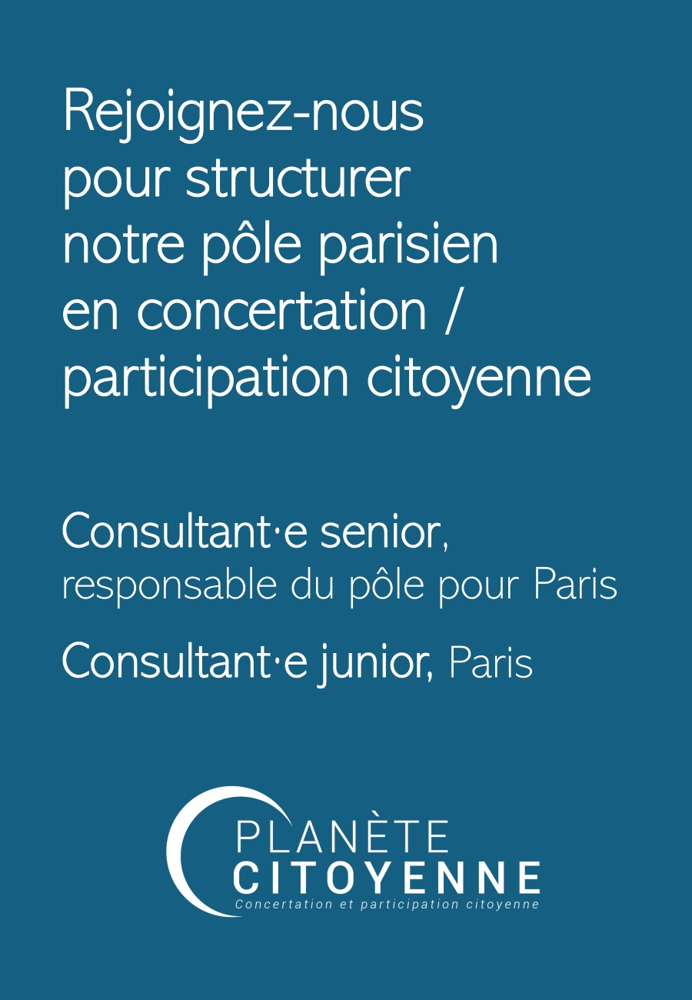 Rejoignez-nous
pour structurer
notre pôle parisien
en concertation /
participation citoyenne
Consultant·e senior,
responsable du pôle pour Paris
Consultant·e junior, Paris
PLANÈTE
CITOYENNE
Concertation et participation citoyenne